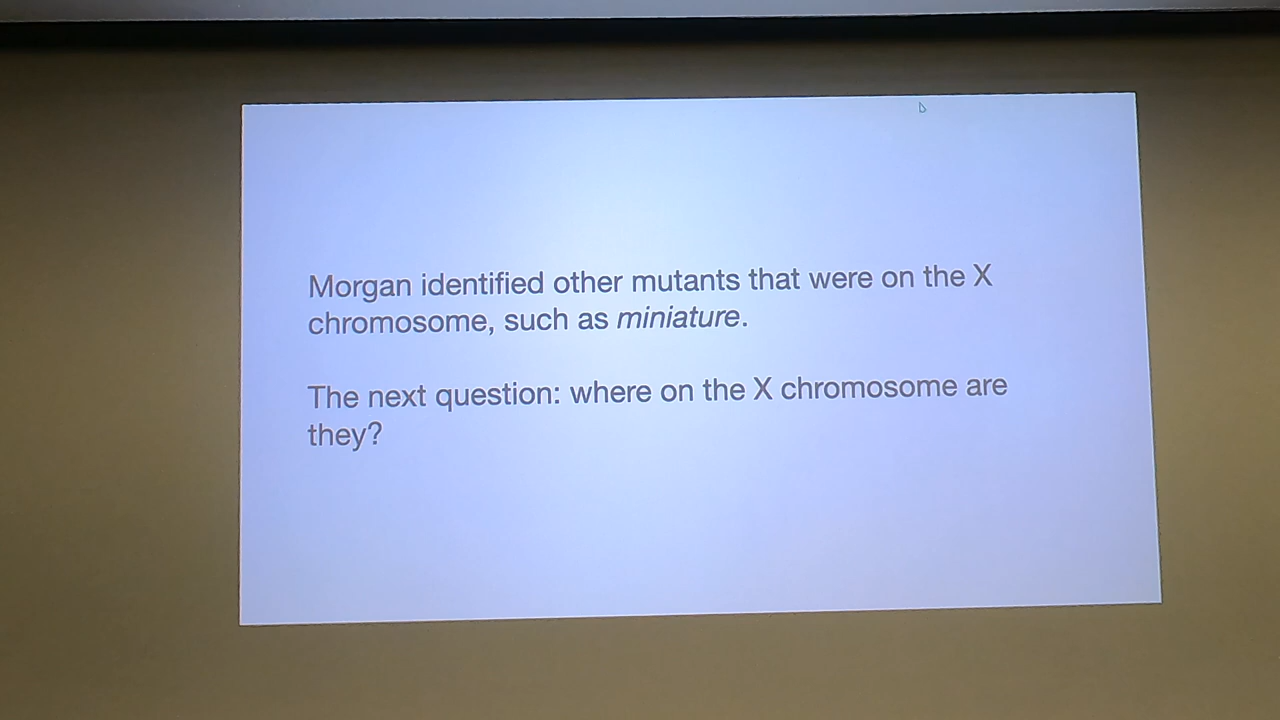 Morgan identified other mutants that were on the X
chromosome, such as miniature.
The next question: where on the X chromosome are
they?